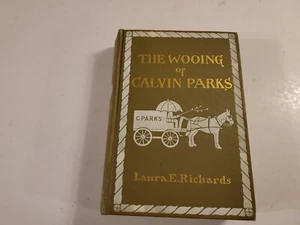 THE WOOING
of
CALVIN PARKS
C. PARKS
Laura E. Richards